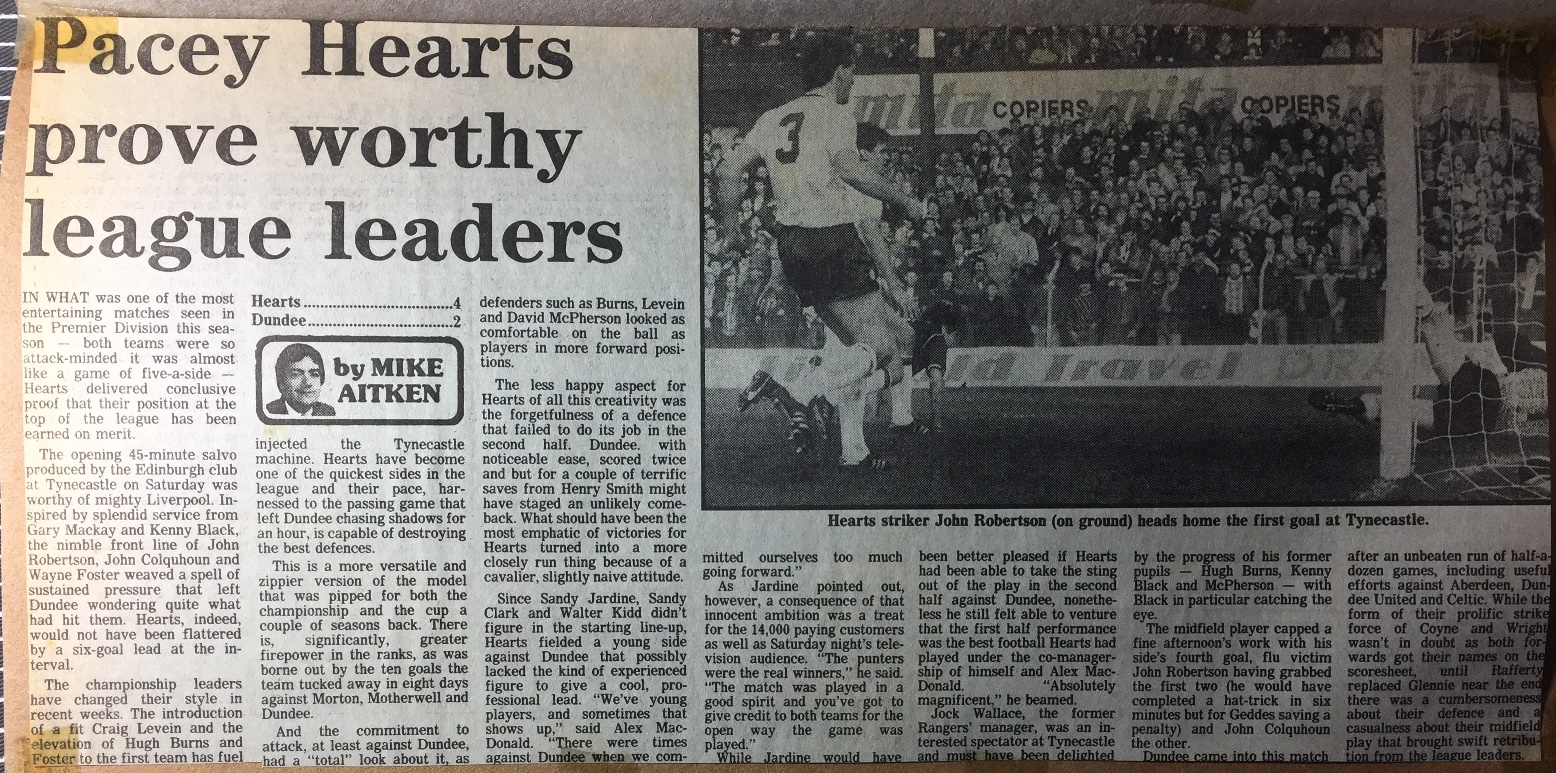 Pacey Hearts
prove worthy
league leaders
IN WHAT was one of the most
entertaining matches seen in
the Premier Division this sea-
son — both teams were so
attack-minded it was almost
like a game of five-a-side —
Hearts delivered conclusive
proof that their position at the
top of the league has been
earned on merit.
The opening 45-minute salvo
produced by the Edinburgh club
at Tynecastle on Saturday was
worthy of mighty Liverpool. In-
spired by splendid service from
Gary Mackay and Kenny Black,
the nimble front line of John
Robertson, John Colquhoun and
Wayne Foster weaved a spell of
sustained pressure that left
Dundee wondering quite what
had hit them. Hearts, indeed,
would not have been flattered
by a six-goal lead at the in-
terval.
The championship leaders
have changed their style in
recent weeks. The introduction
of a fit Craig Levein and the
elevation of Hugh Burns and
Foster to the first team has fuel
Hearts..............................4
Dundee..............................2
by MIKE
AITKEN
injected the Tynecastle
machine. Hearts have become
one of the quickest sides in the
league and their pace, har-
nessed to the passing game that
left Dundee chasing shadows for
an hour, is capable of destroying
the best defences.
This is a more versatile and
zippier version of the model
that was pipped for both the
championship and the cup a
couple of seasons back. There
is, significantly, greater
firepower in the ranks, as was
borne out by the ten goals the
team tucked away in eight days
against Morton, Motherwell and
Dundee.
And the commitment to
attack, at least against Dundee,
had a "total" look about it, as
defenders such as Burns, Levein
and David McPherson looked as
comfortable on the ball as
players in more forward posi-
tions.
The less happy aspect for
Hearts of all this creativity was
the forgetfulness of a defence
that failed to do its job in the
second half. Dundee. with
noticeable ease, scored twice
and but for a couple of terrific
saves from Henry Smith might
have staged an unlikely come-
back. What should have been the
most emphatic of victories for
Hearts turned into a more
closely run thing because of a
cavalier, slightly naive attitude.
Since Sandy Jardine, Sandy
Clark and Walter Kidd didn't
figure in the starting line-up,
Hearts fielded a young side
against Dundee that possibly
lacked the kind of experienced
figure to give a cool, pro-
fessional lead. "We've young
players, and sometimes that
shows up," said Alex Mac-
Donald. "There were times
against Dundee when we com-
3
mita COPIERS mita COPIERS mita
Travel
Hearts striker John Robertson (on ground) heads home the first goal at Tynecastle.
mitted ourselves too much
going forward."
As Jardine pointed out,
however, a consequence of that
innocent ambition was a treat
for the 14,000 paying customers
as well as Saturday night's tele-
vision audience. "The punters
were the real winners," he said.
"The match was played in a
good spirit and you've got to
give credit to both teams for the
open way the game was
played."
While Jardine would have
been better pleased if Hearts
had been able to take the sting
out of the play in the second
half against Dundee, nonethe-
less he still felt able to venture
that the first half performance
was the best football Hearts had
played under the co-manager-
ship of himself and Alex Mac-
Donald. "Absolutely
magnificent," he beamed.
Jock Wallace, the former
Rangers' manager, was an in-
terested spectator at Tynecastle
and must have been delighted
by the progress of his former
pupils — Hugh Burns, Kenny
Black and McPherson — with
Black in particular catching the
eye.
The midfield player capped a
fine afternoon's work with his
side's fourth goal, flu victim
John Robertson having grabbed
the first two (he would have
completed a hat-trick in six
minutes but for Geddes saving a
penalty) and John Colquhoun
the other.
Dundee came into this match
after an unbeaten run of half-a-
dozen games, including useful
efforts against Aberdeen, Dun-
dee United and Celtic. While the
form of their prolific strike
force of Coyne and Wright
wasn't in doubt as both for-
wards got their names on the
scoresheet, until Rafferty
replaced Glennie near the end
there was a cumbersomeness
about their defence and a
casualness about their midfield
play that brought swift retribu-
tion from the league leaders.